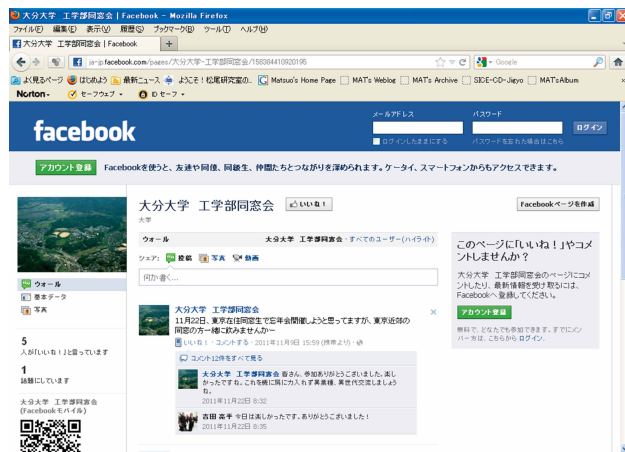 大分大学 工学部同窓会 | Facebook - Mozilla Firefox
ファイル(F) 編集(E) 表示(V) 履歴(S) ブックマーク(B) ツール(T) ヘルプ(H)
大分大学 工学部同窓会 | Facebook
ja-jp.facebook.com/pages/大分大学-工学部同窓会/158384410920195
Google
よく見るページ はじめよう 最新ニュース ようこそ！松尾研究室の... Matsuo's Home Page MAT's Weblog MAT's Archive SICE-CD-Jigyo MAT'sAlbum
Norton セーフウェブ ID セーフ
メールアドレス パスワード
facebook
ログイン
ログインしたままにする パスワードを忘れた場合はこちら
アカウント登録 Facebookを使うと、友達や同僚、同級生、仲間たちとつながりを深められます。ケータイ、スマートフォンからもアクセスできます。
大分大学 工学部同窓会 いいね！
大学
Facebookページを作成
ウォール
大分大学 工学部同窓会・すべてのユーザー(ハイライト)
シェア: 投稿 写真 動画
何か書く...
このページに「いいね！」やコメ
ントしませんか？
大分大学 工学部同窓会のページにコメ
ントしたり、最新情報を受け取るには、
Facebookへ登録してください。
アカウント登録
無料で、どなたでも参加できます。すでにメン
バー方は、こちらから ログイン.
ウォール
基本データ
写真
5
人が「いいね！」と言っています
1
話題にしています
大分大学 工学部同窓会
(Facebookモバイル)
大分大学 工学部同窓会
11月22日、東京在住同窓生で忘年会開催しようと思ってますが、東京近郊の
同窓の方一緒に飲みませんかー
いいね！・コメントする・2011年11月9日 15:59 (携帯より)・
コメント12件をすべて見る
大分大学 工学部同窓会 皆さん、参加ありがとうございました。楽し
かったですね。これを機に肩に力入れず異業種、異世代交流しましょう
ね。
2011年11月22日 8:32
吉田 高平 今日は楽しかったです。ありがとうございました！
2011年11月22日 8:35